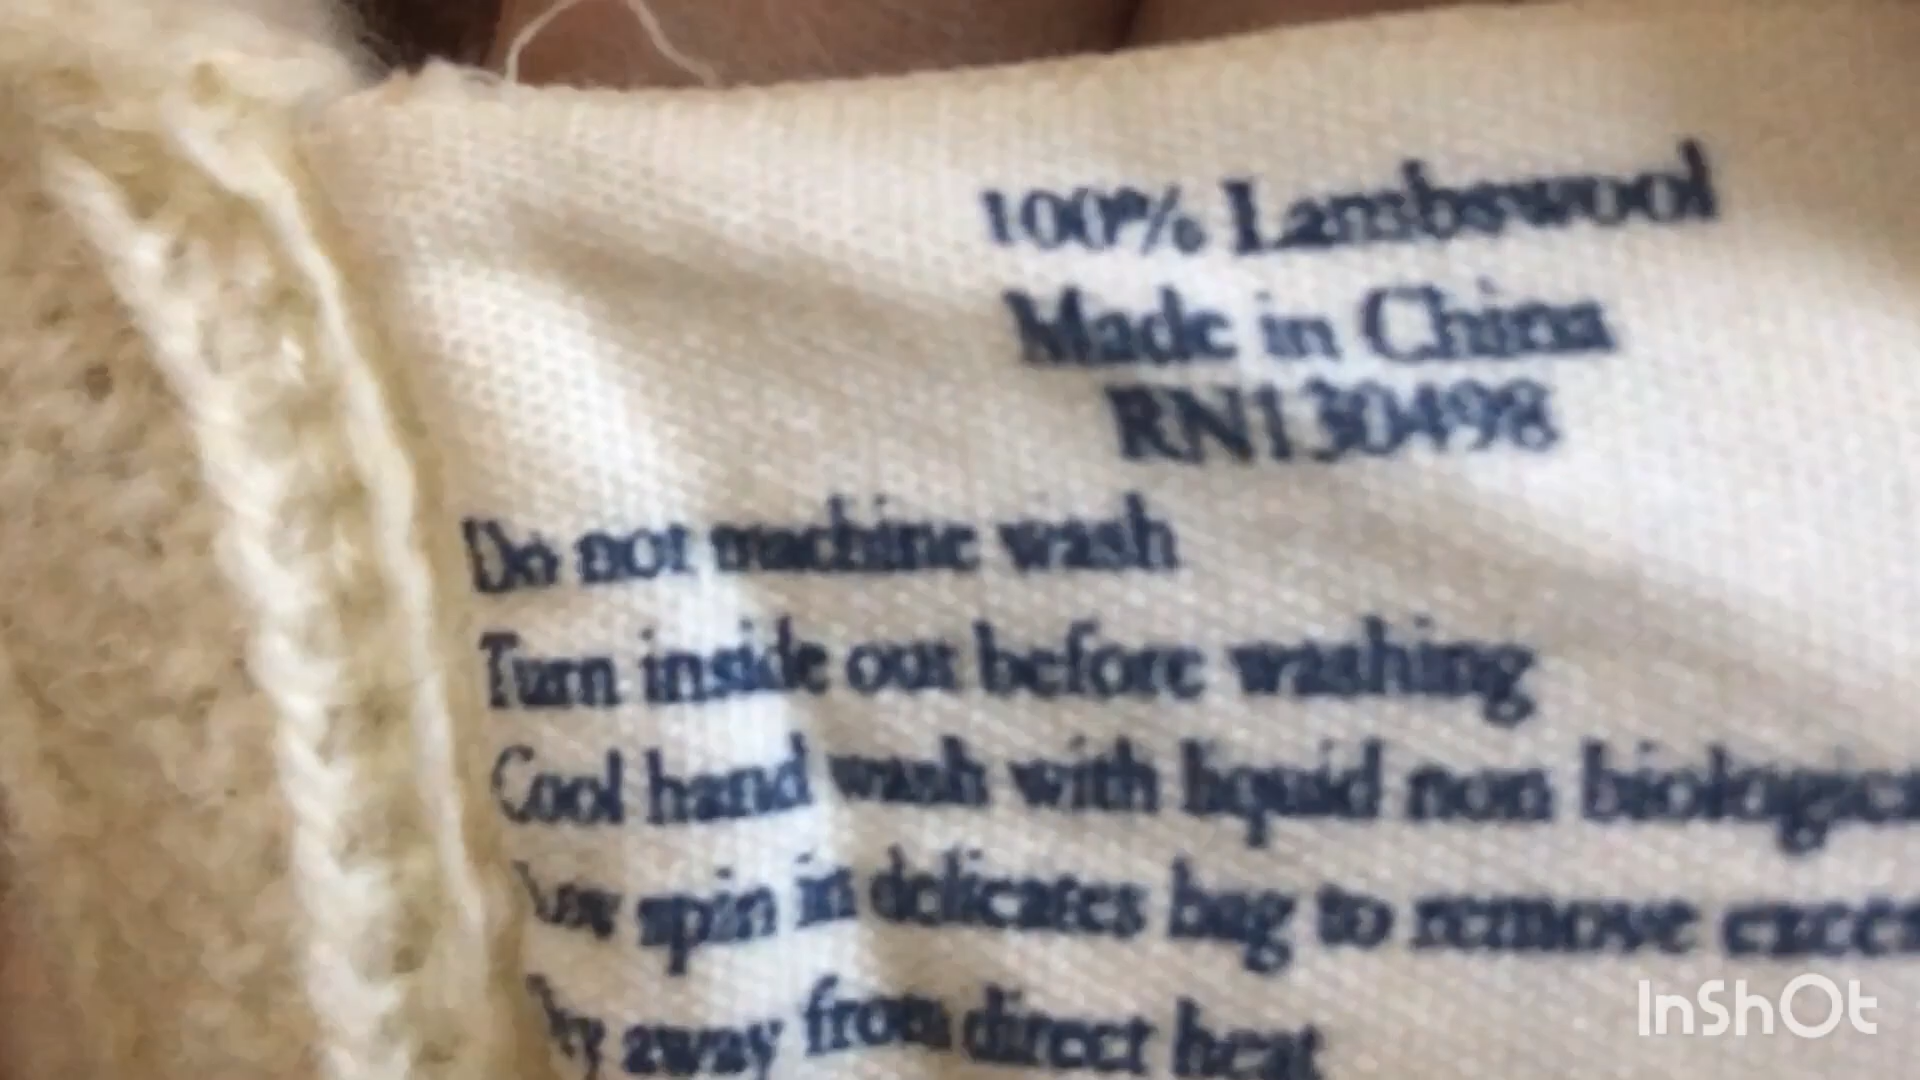 100% Lambswool
Made in China
RN130498
Do not machine wash
Turn inside out before washing
Cool hand wash with liquid non
spin in delicates bag to remove
away from direct heat
InShOt